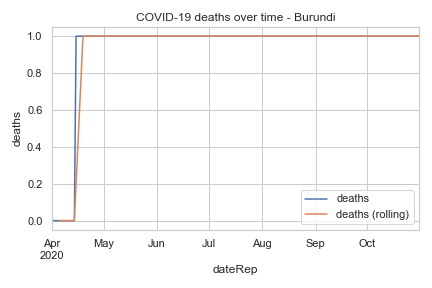 COVID-19 deaths over time - Burundi
deaths
1.0
0.8
0.6
0.4
0.2
0.0
deaths
deaths (rolling)
Apr May Jun Jul Aug Sep Oct
2020
dateRep